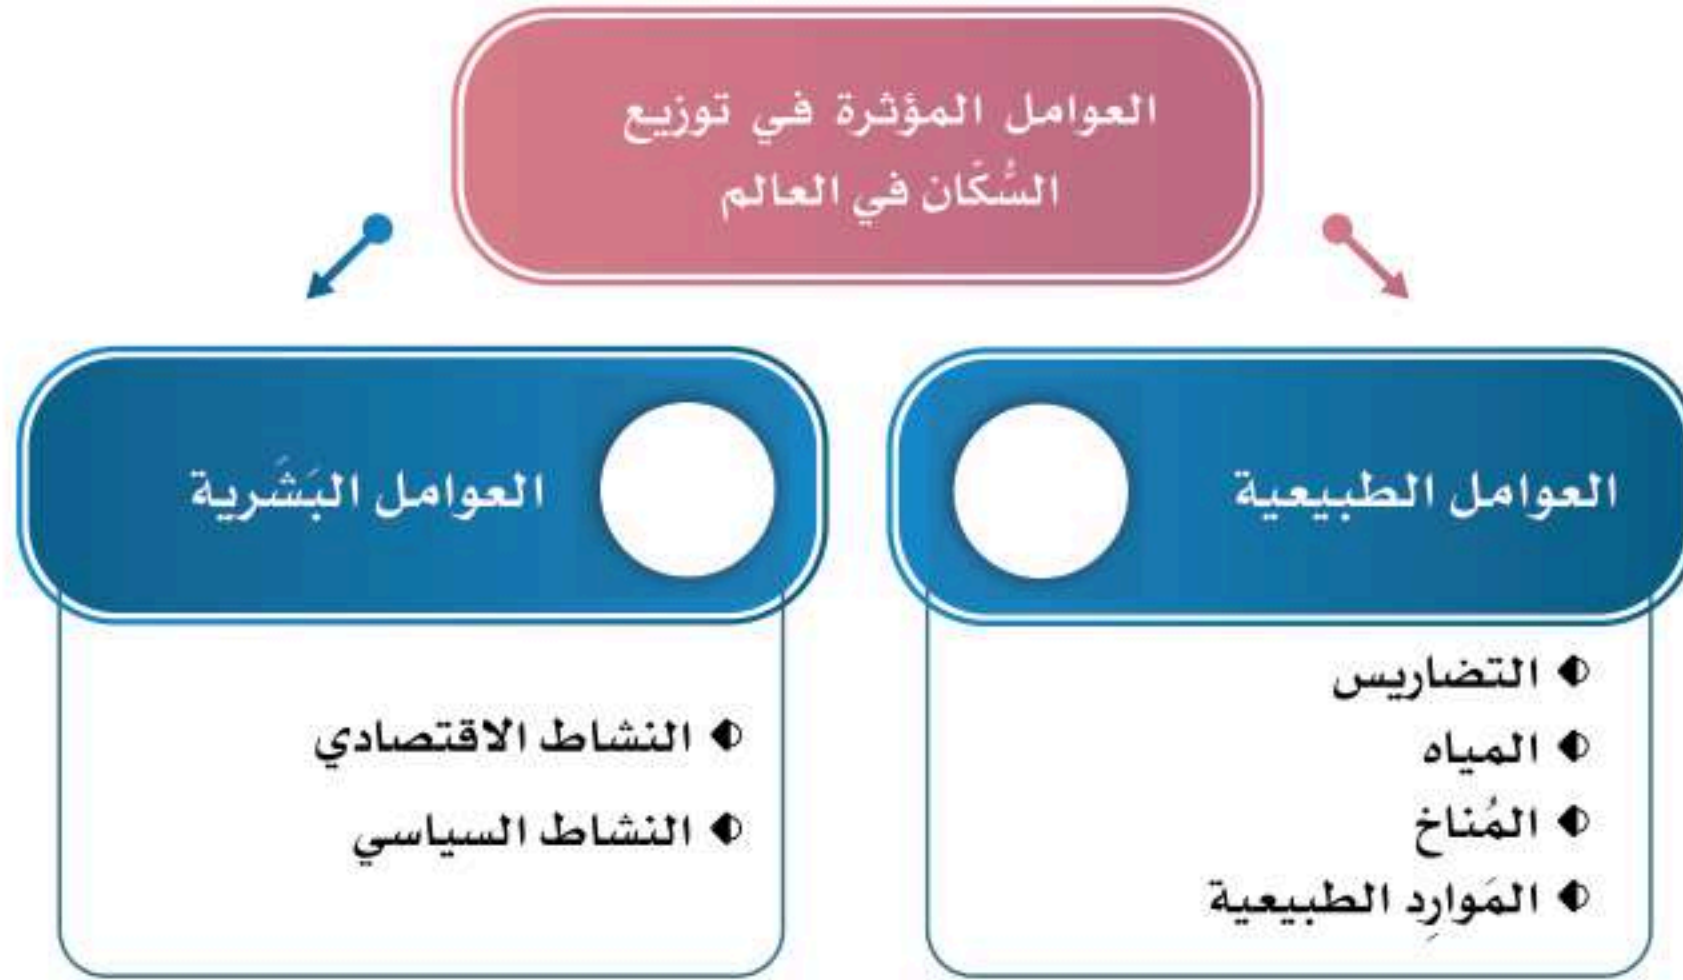 العوامل المؤثرة في توزيع
السُّكّان في العالم
العوامل الطبيعية
التضاريس
المياه
المُناخ
المَوارِد الطبيعية
العوامل البَشَرية
النشاط الاقتصادي
النشاط السياسي